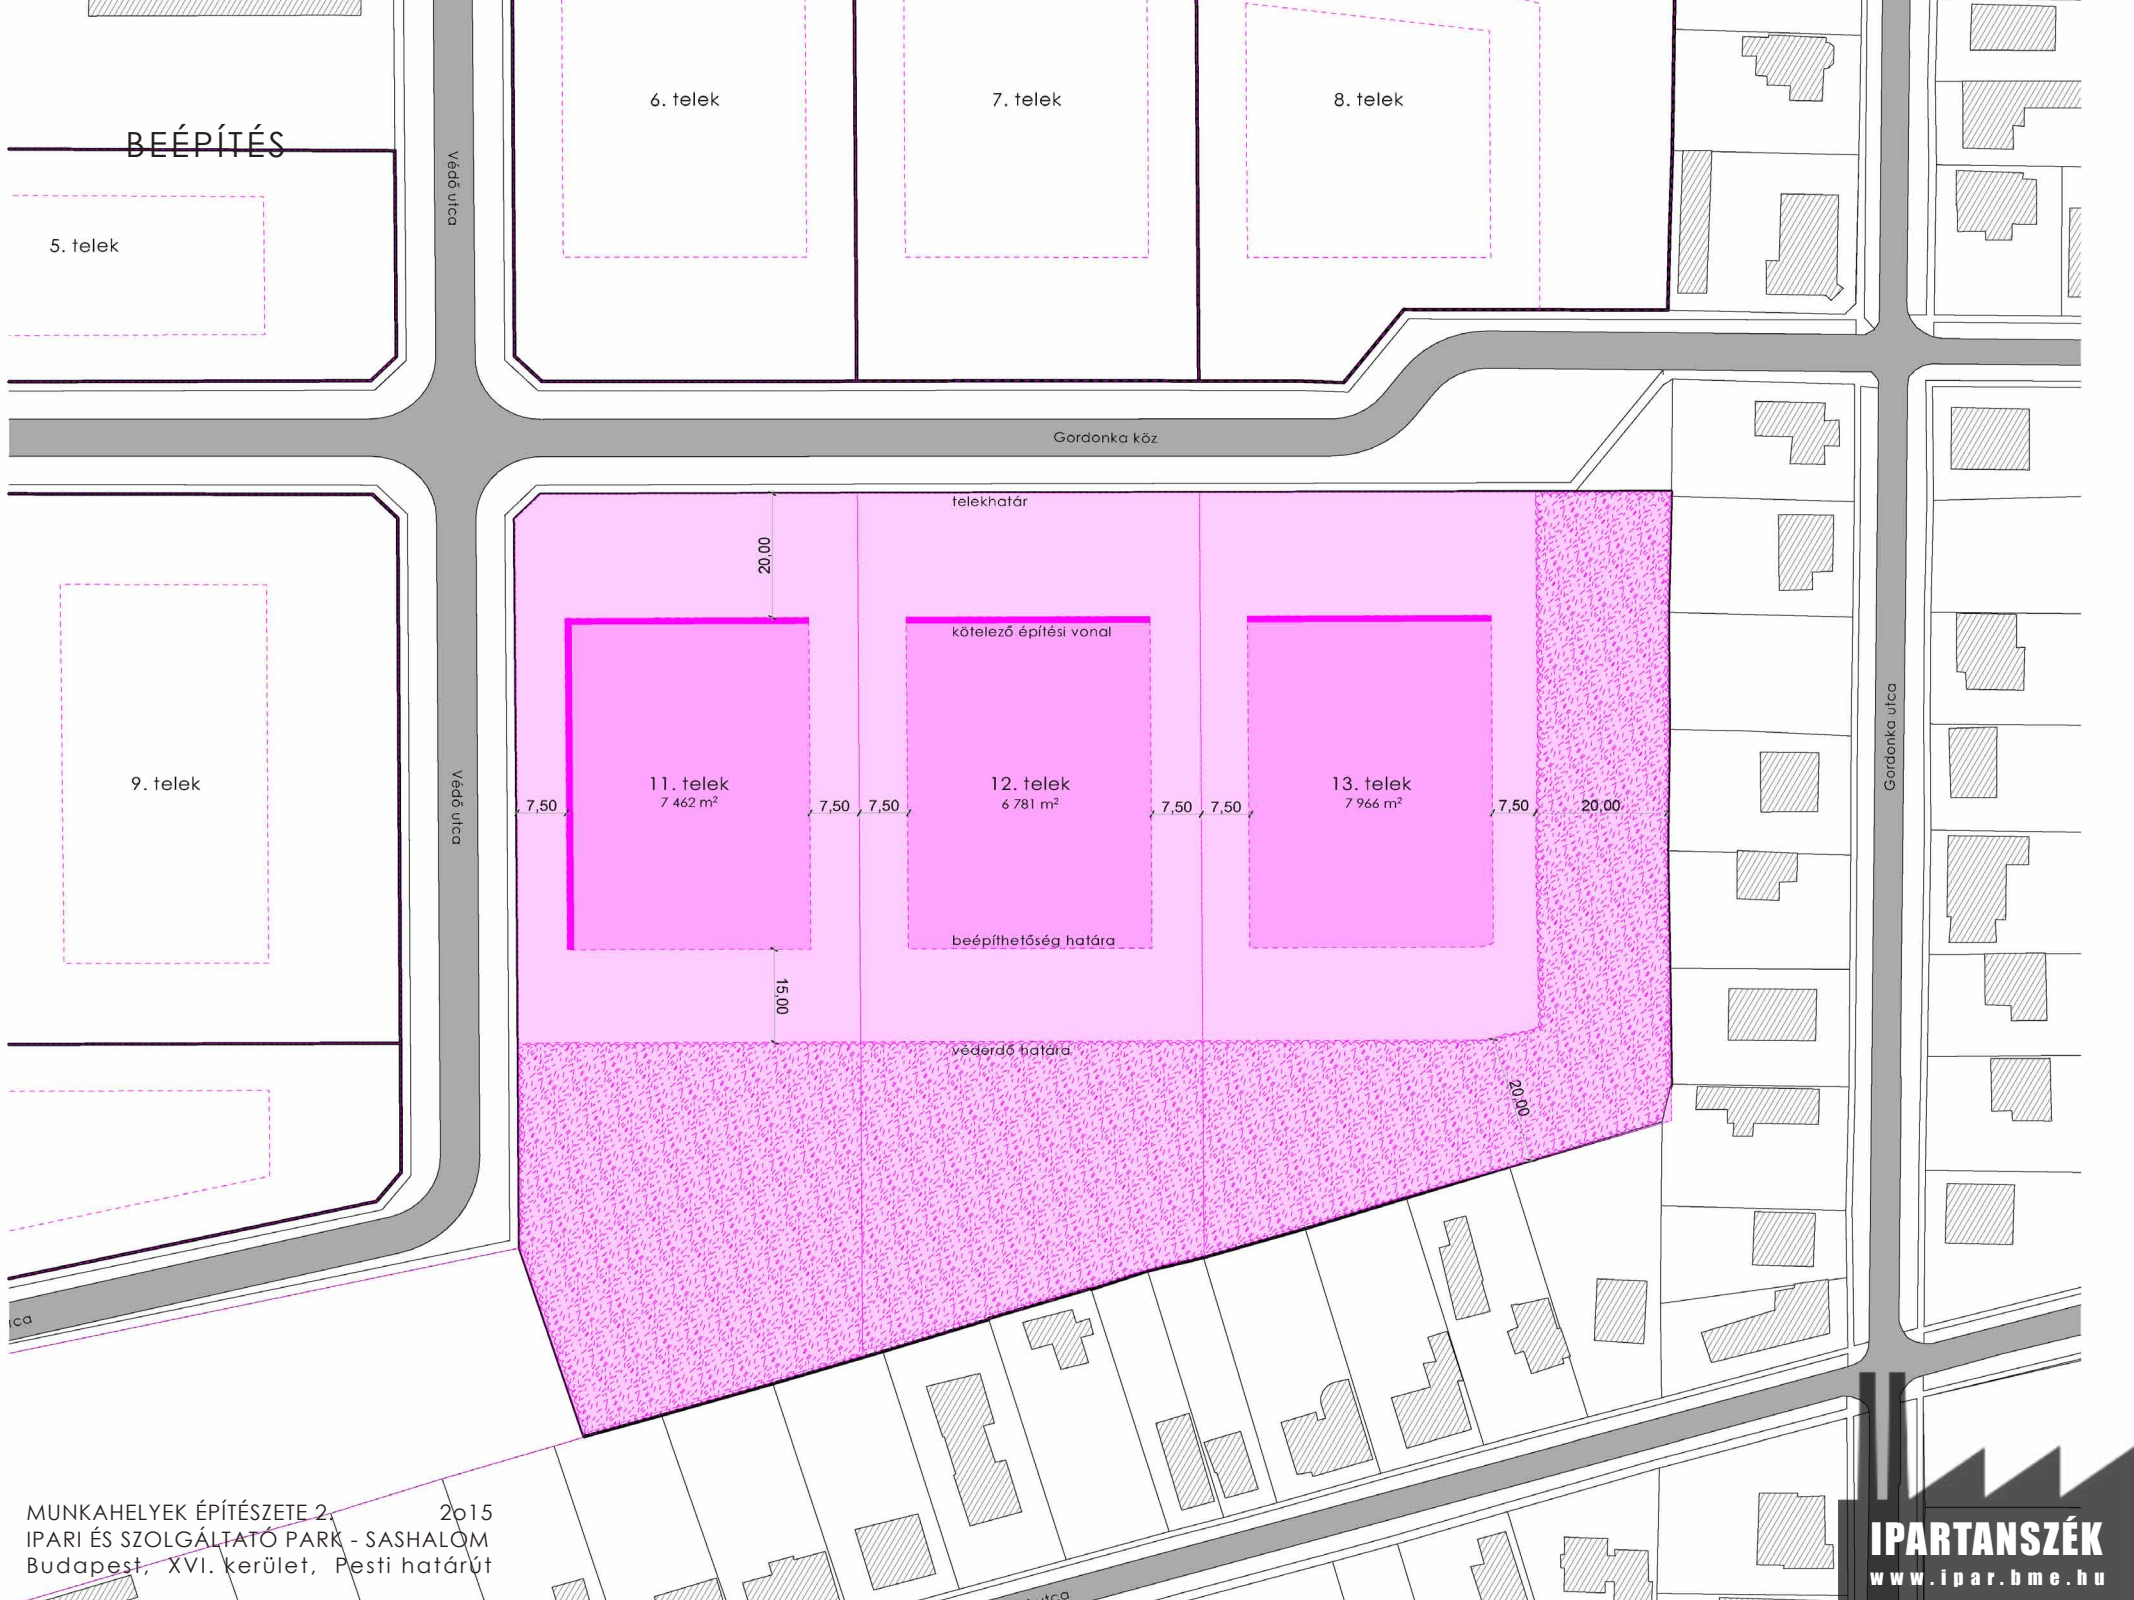 6. telek
7. telek
8. telek
BEÉPÍTÉS
Védő utca
5. telek
Gordonka köz
telekhatár
20,00
kötelező építési vonal
Gordonka utca
9. telek
Védő utca
11. telek
7 462 m²
12. telek
6 781 m²
13. telek
7 966 m²
7,50
7,50
7,50
7,50
7,50
7,50
20,00
beépíthetőség határa
15,00
véderdő határa
20,00
MUNKAHELYEK ÉPÍTÉSZETE 2. 2o15
IPARI ÉS SZOLGÁLTATÓ PARK - SASHALOM
Budapest, XVI. kerület, Pesti határút
IPARTANSZÉK
www.ipar.bme.hu